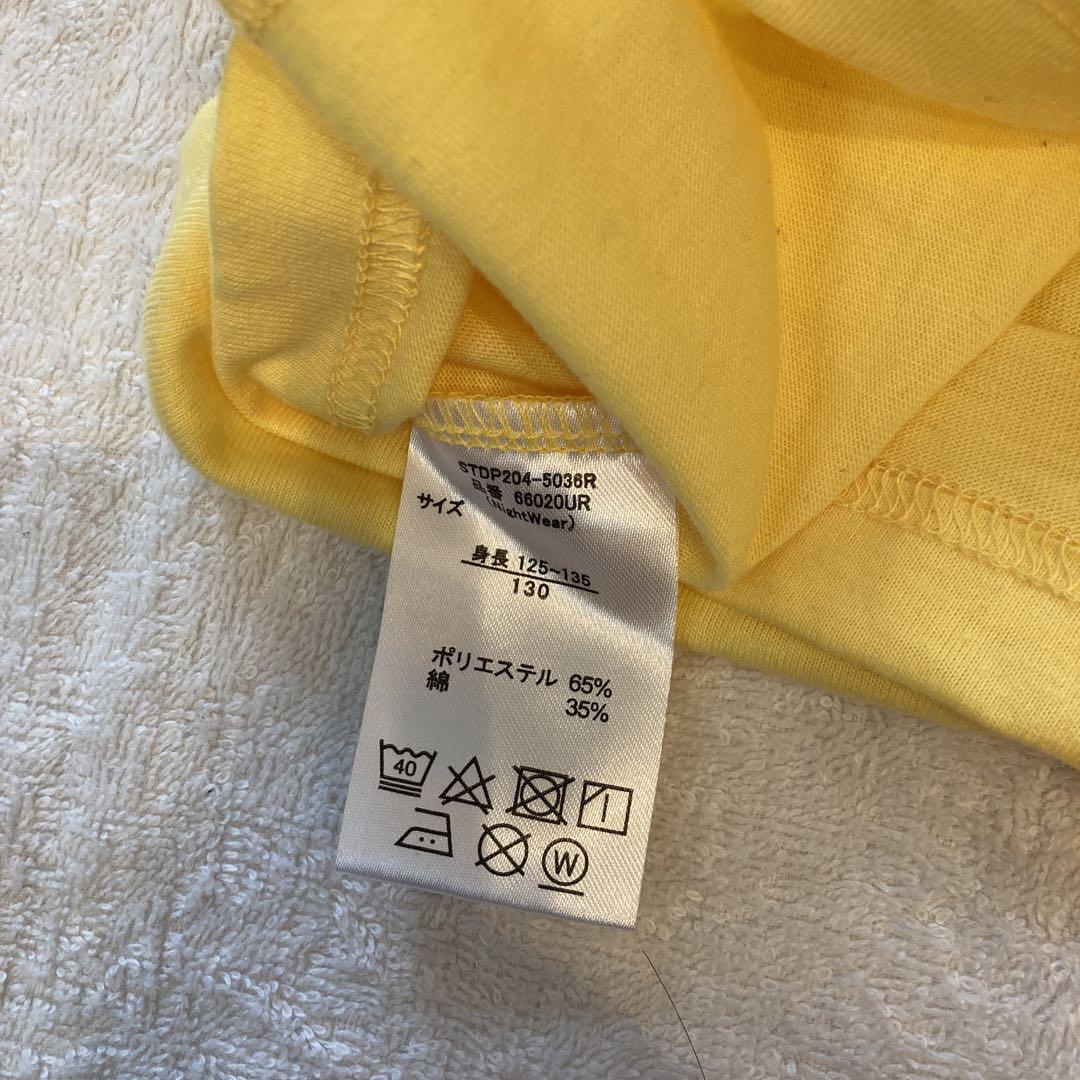 STDP204-5036R
品番 66020UR
(NightWear)
サイズ
身長 125~135
130
ポリエステル 65%
綿 35%
40
W